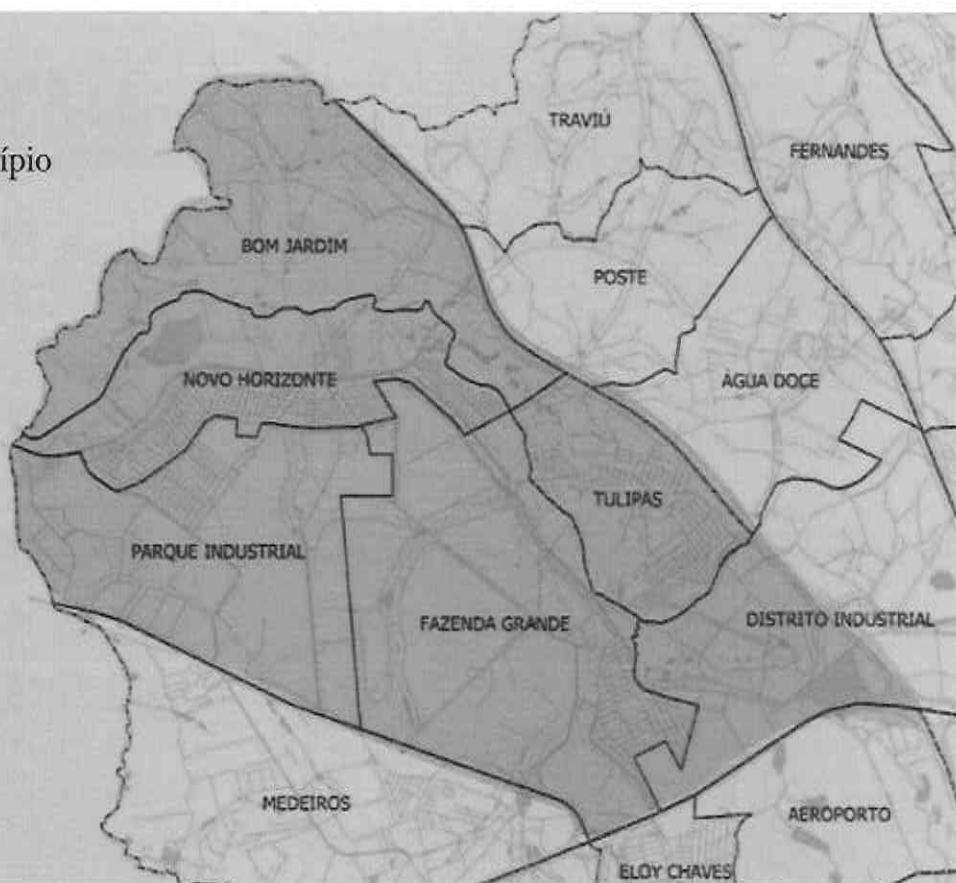 TRAVIÚ
FERNANDES
BOM JARDIM
POSTE
NOVO HORIZONTE
ÁGUA DOCE
TULIPAS
PARQUE INDUSTRIAL
FAZENDA GRANDE
DISTRITO INDUSTRIAL
MEDEIROS
AEROPORTO
ELOY CHAVES